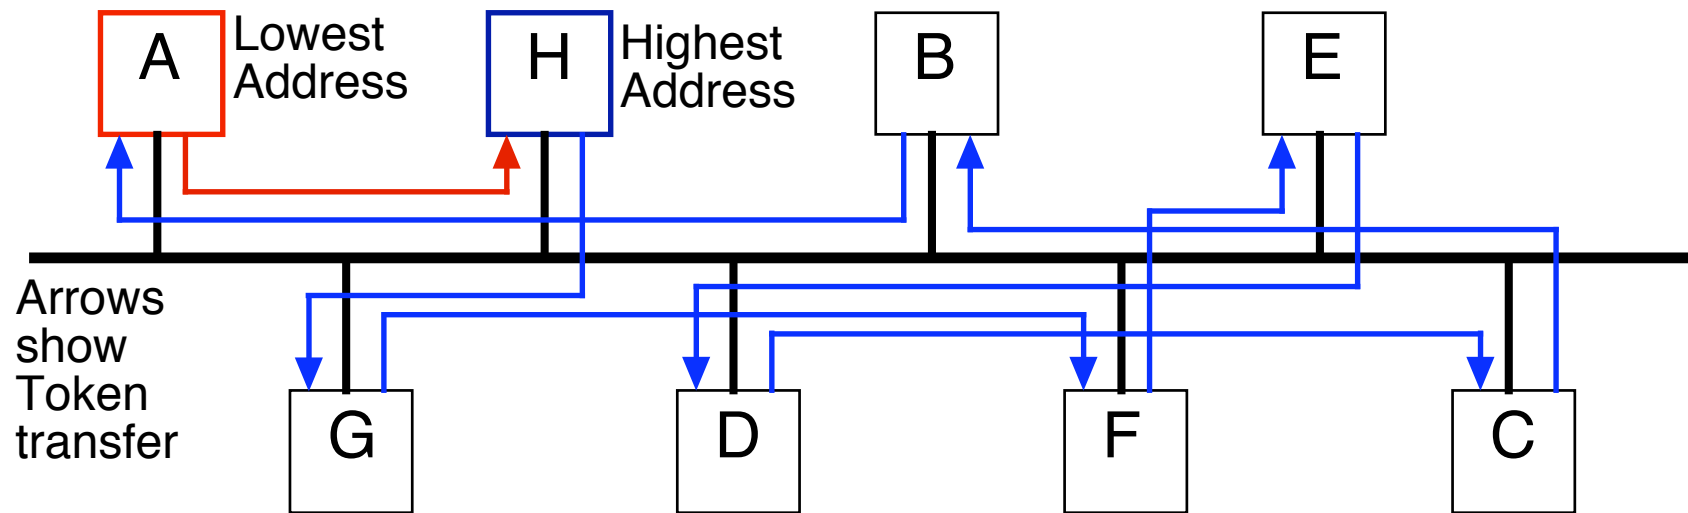 A
Lowest
Address
H
Highest
Address
B
E
Arrows
show
Token
transfer
G
D
F
C